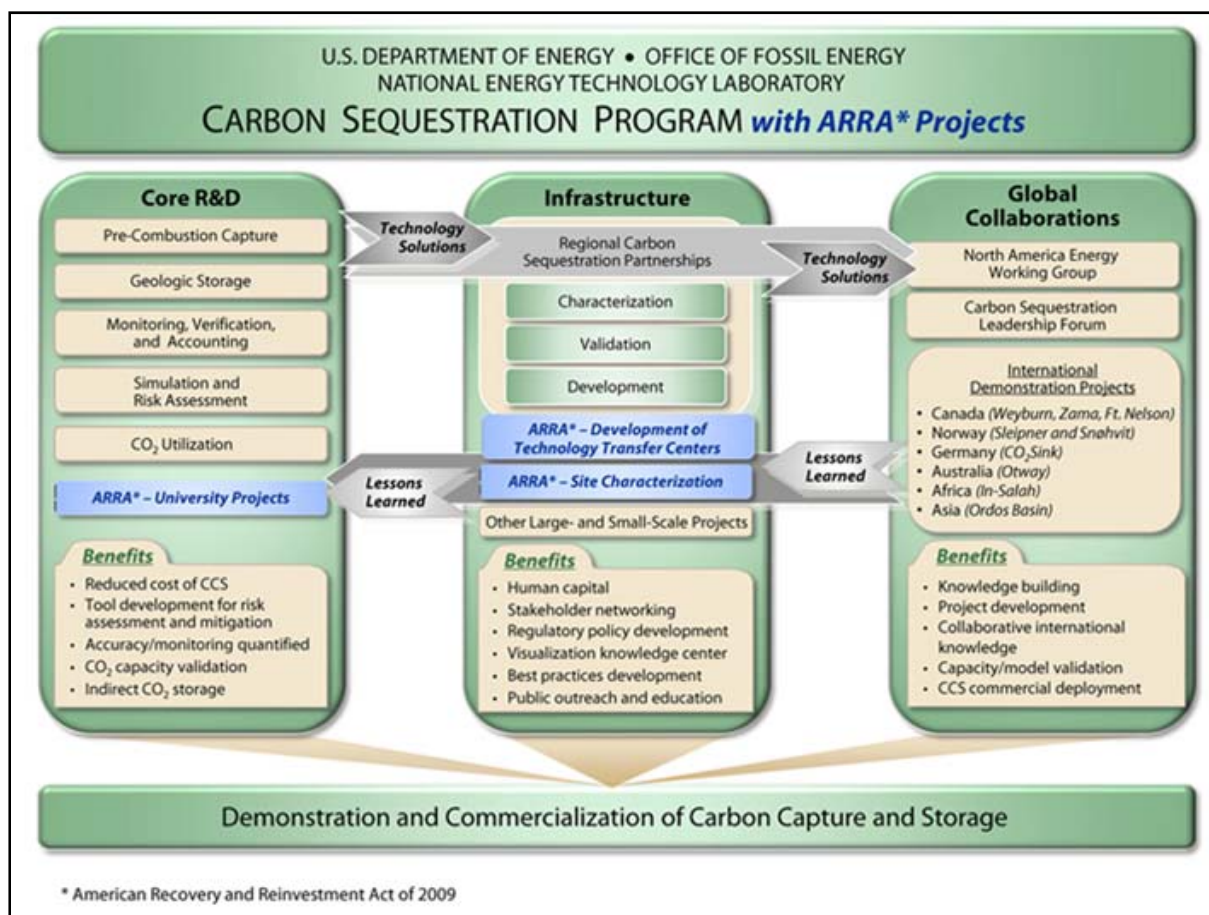 U.S. DEPARTMENT OF ENERGY • OFFICE OF FOSSIL ENERGY
NATIONAL ENERGY TECHNOLOGY LABORATORY
CARBON SEQUESTRATION PROGRAM with ARRA* Projects
Core R&D
Pre-Combustion Capture
Geologic Storage
Monitoring, Verification,
and Accounting
Simulation and
Risk Assessment
CO₂ Utilization
ARRA* – University Projects
Benefits
• Reduced cost of CCS
• Tool development for risk
assessment and mitigation
• Accuracy/monitoring quantified
• CO₂ capacity validation
• Indirect CO₂ storage
Technology
Solutions
Lessons
Learned
Infrastructure
Regional Carbon
Sequestration Partnerships
Characterization
Validation
Development
ARRA* – Development of
Technology Transfer Centers
ARRA* – Site Characterization
Other Large- and Small-Scale Projects
Benefits
• Human capital
• Stakeholder networking
• Regulatory policy development
• Visualization knowledge center
• Best practices development
• Public outreach and education
Technology
Solutions
Lessons
Learned
Global
Collaborations
North America Energy
Working Group
Carbon Sequestration
Leadership Forum
International
Demonstration Projects
• Canada (Weyburn, Zama, Ft. Nelson)
• Norway (Sleipner and Snøhvit)
• Germany (CO₂Sink)
• Australia (Otway)
• Africa (In-Salah)
• Asia (Ordos Basin)
Benefits
• Knowledge building
• Project development
• Collaborative international
knowledge
• Capacity/model validation
• CCS commercial deployment
Demonstration and Commercialization of Carbon Capture and Storage
* American Recovery and Reinvestment Act of 2009